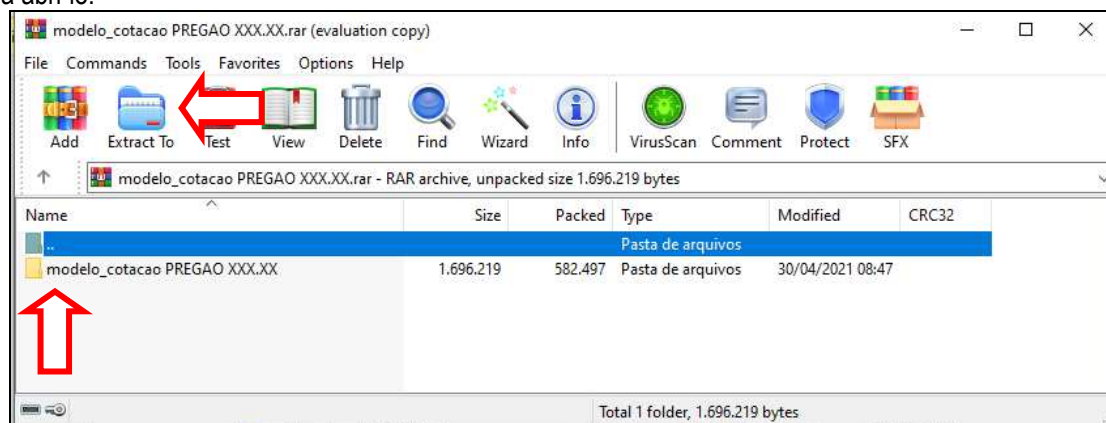 modelo_cotacao PREGAO XXX.XX.rar (evaluation copy)
File Commands Tools Favorites Options Help
Add Extract To Test View Delete Find Wizard Info VirusScan Comment Protect SFX
modelo_cotacao PREGAO XXX.XX.rar - RAR archive, unpacked size 1.696.219 bytes
Name Size Packed Type Modified CRC32
.. Pasta de arquivos
modelo_cotacao PREGAO XXX.XX 1.696.219 582.497 Pasta de arquivos 30/04/2021 08:47
Total 1 folder, 1.696.219 bytes